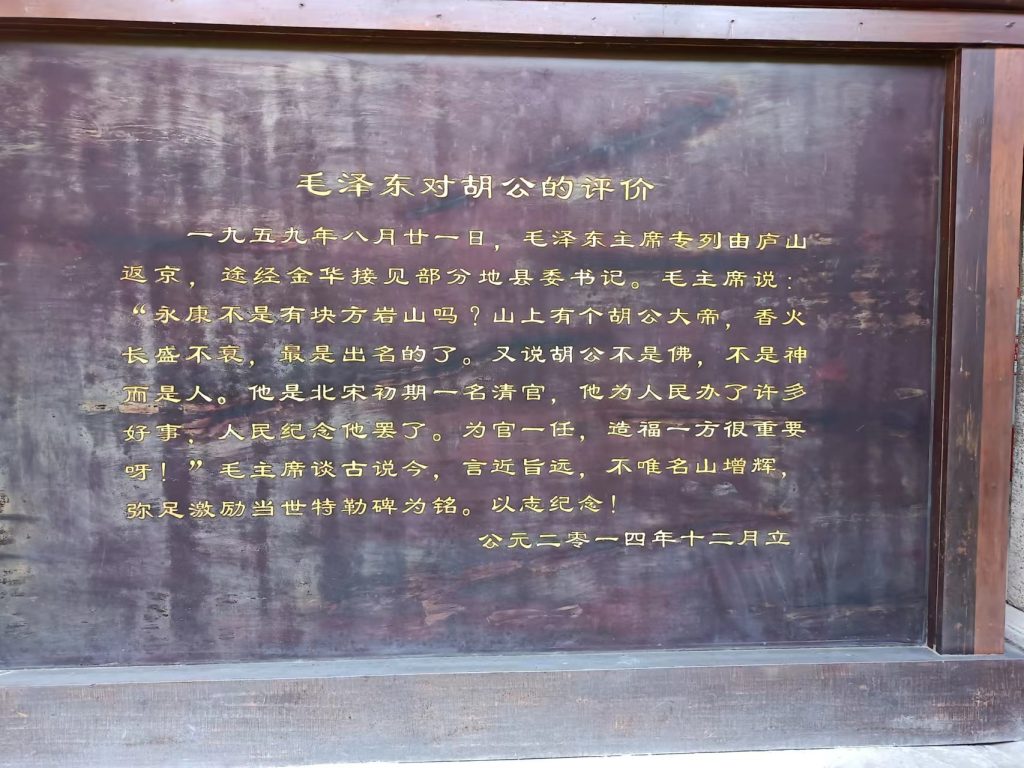 毛泽东对胡公的评价
一九五九年八月廿一日，毛泽东主席专列由庐山
返京，途经金华接见部分地县委书记。毛主席说：
“永康不是有块方岩山吗？山上有个胡公大帝，香火
长盛不衰，最是出名的了。又说胡公不是佛，不是神
而是人。他是北宋初期一名清官，他为人民办了许多
好事，人民纪念他罢了。为官一任，造福一方很重要
呀！”毛主席谈古说今，言近旨远，不唯名山增辉，
弥足激励当世特勒碑为铭。以志纪念！
公元二零一四年十二月立